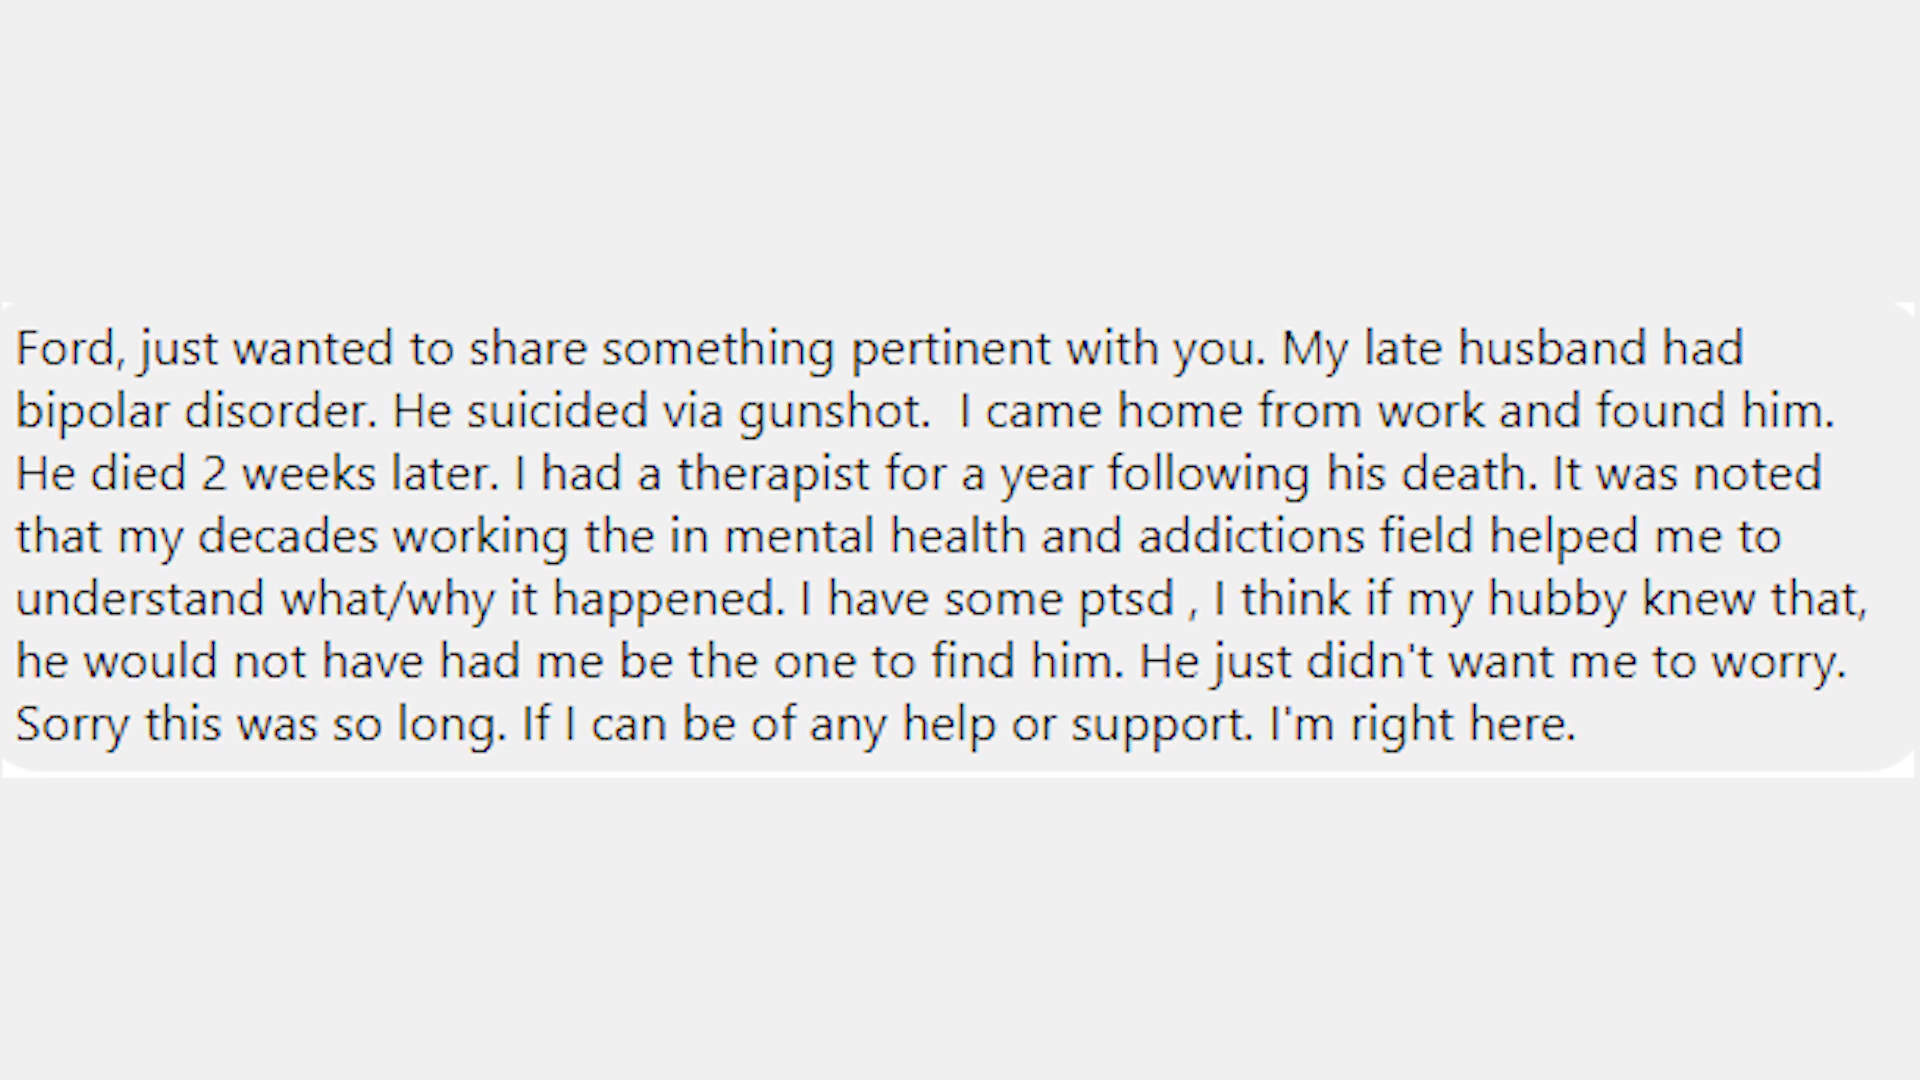 Ford, just wanted to share something pertinent with you. My late husband had
bipolar disorder. He suicided via gunshot.  I came home from work and found him.
He died 2 weeks later. I had a therapist for a year following his death. It was noted
that my decades working the in mental health and addictions field helped me to
understand what/why it happened. I have some ptsd , I think if my hubby knew that,
he would not have had me be the one to find him. He just didn't want me to worry.
Sorry this was so long. If I can be of any help or support. I'm right here.